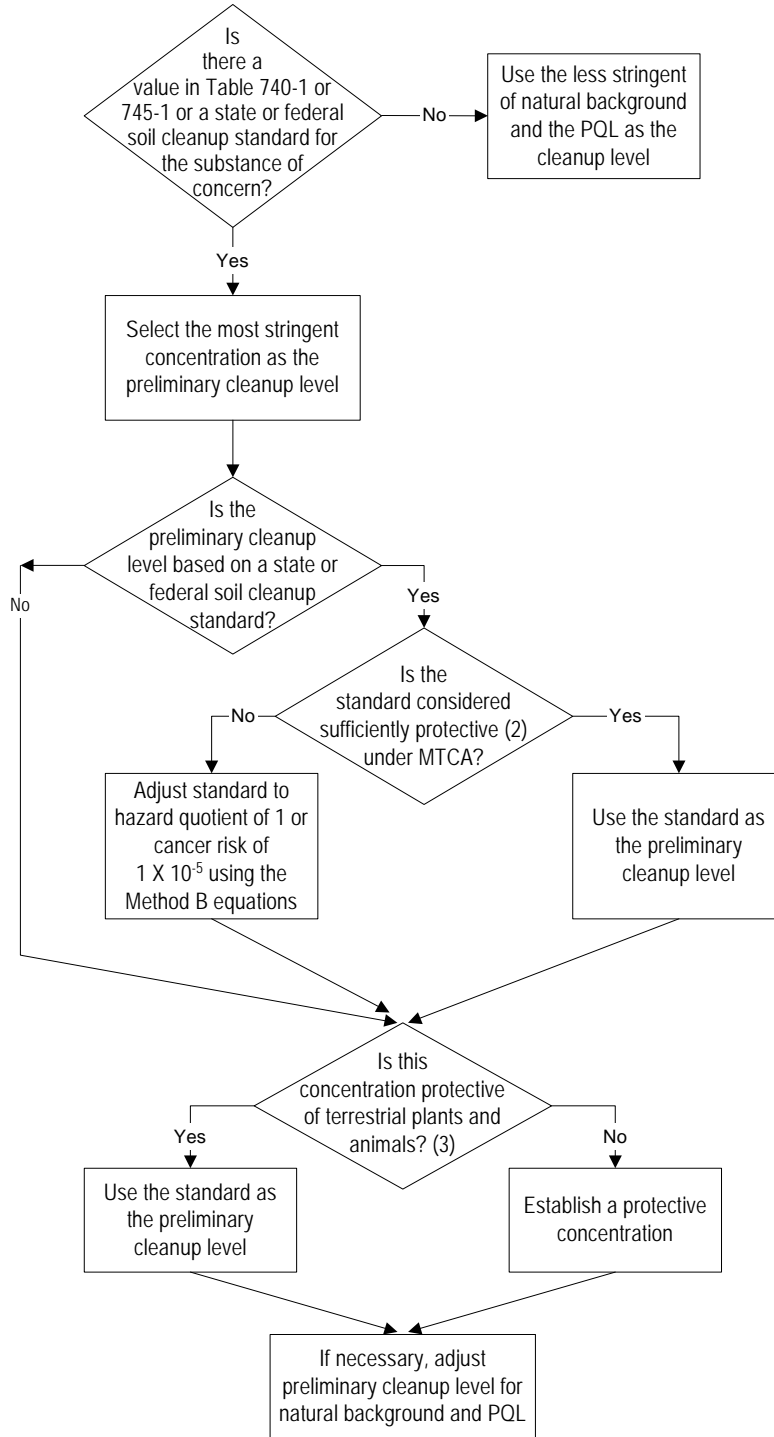 Is
there a
value in Table 740-1 or
745-1 or a state or federal
soil cleanup standard for
the substance of
concern?
No
Use the less stringent
of natural background
and the PQL as the
cleanup level
Yes
Select the most stringent
concentration as the
preliminary cleanup level
Is the
preliminary cleanup
level based on a state or
federal soil cleanup
standard?
No
Yes
Is the
standard considered
sufficiently protective (2)
under MTCA?
No
Yes
Adjust standard to
hazard quotient of 1 or
cancer risk of
1 X 10⁻⁵ using the
Method B equations
Use the standard as
the preliminary
cleanup level
Is this
concentration protective
of terrestrial plants and
animals? (3)
Yes
No
Use the standard as
the preliminary
cleanup level
Establish a protective
concentration
If necessary, adjust
preliminary cleanup level for
natural background and PQL